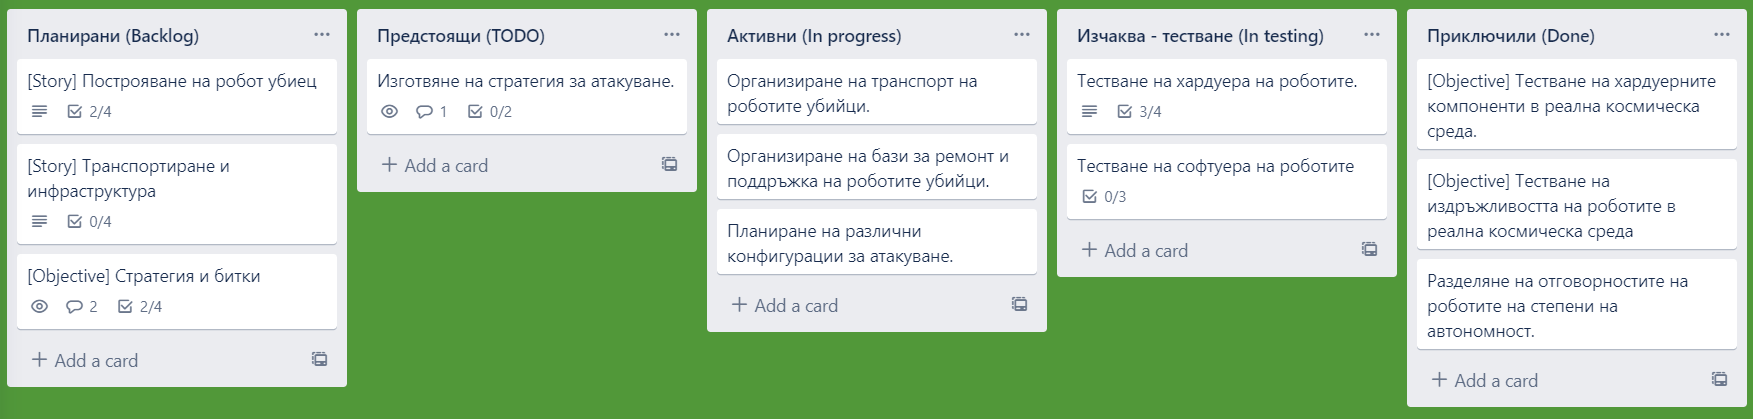 Планирани (Backlog)
[Story] Построяване на робот убиец
2/4
[Story] Транспортиране и
инфраструктура
0/4
[Objective] Стратегия и битки
2
2/4
Add a card
Предстоящи (TODO)
Изготвяне на стратегия за атакуване.
1
0/2
Add a card
Активни (In progress)
Организиране на транспорт на
роботите убийци.
Организиране на бази за ремонт и
поддръжка на роботите убийци.
Планиране на различни
конфигурации за атакуване.
Add a card
Изчаква - тестване (In testing)
Тестване на хардуера на роботите.
3/4
Тестване на софтуера на роботите
0/3
Add a card
Приключили (Done)
[Objective] Тестване на хардуерните
компоненти в реална космическа
среда.
[Objective] Тестване на
издръжливостта на роботите в
реална космическа среда
Разделяне на отговорностите на
роботите на степени на
автономност.
Add a card